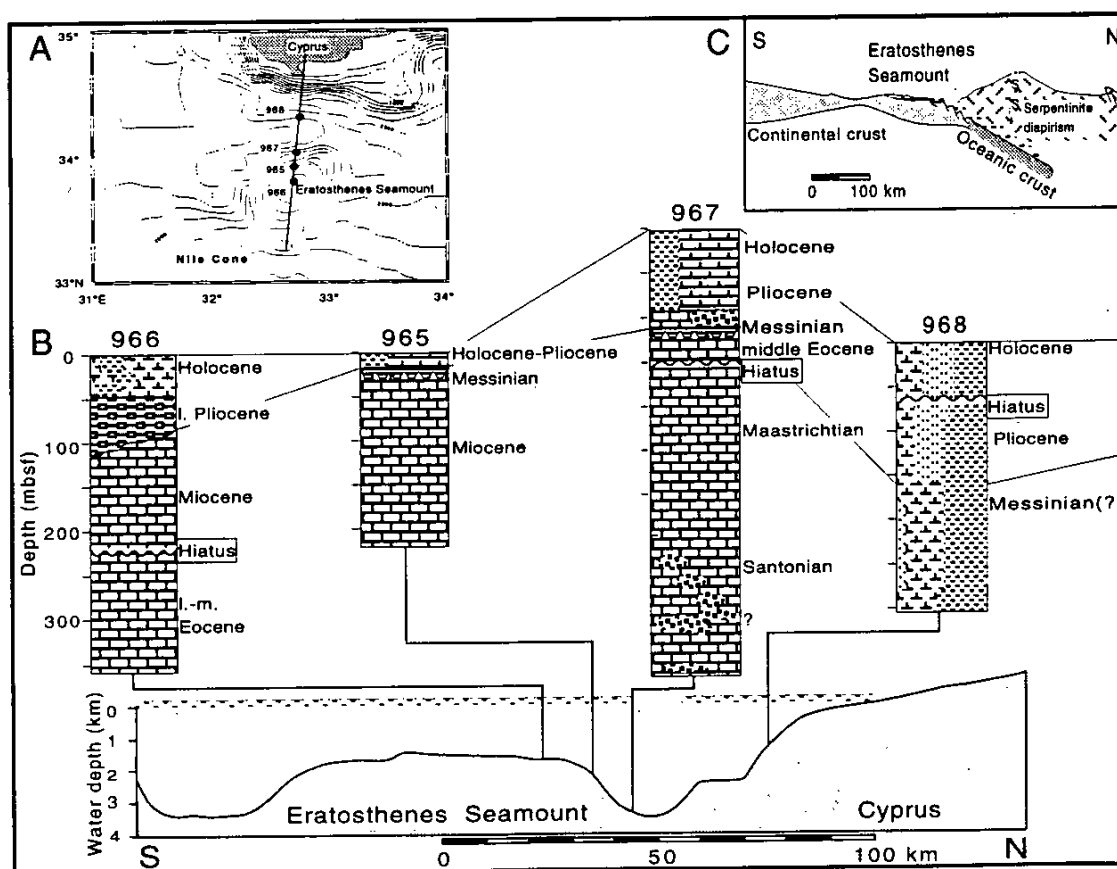 A
35°
Cyprus
968
34°
967
965
966
Eratosthenes Seamount
Nile Cone
33°N
31°E
32°
33°
34°
C
S
N
Eratosthenes
Seamount
Serpentinite
diapirism
Continental crust
Oceanic crust
0 100 km
B
966
965
967
968
Depth (mbsf)
0
100
200
300
Holocene
l. Pliocene
Miocene
Hiatus
l.-m.
Eocene
Holocene-Pliocene
Messinian
Miocene
Holocene
Pliocene
Messinian
middle Eocene
Hiatus
Maastrichtian
Santonian
?
Holocene
Hiatus
Pliocene
Messinian(?
Water depth (km)
0
1
2
3
4
Eratosthenes Seamount
Cyprus
S
N
0 50 100 km